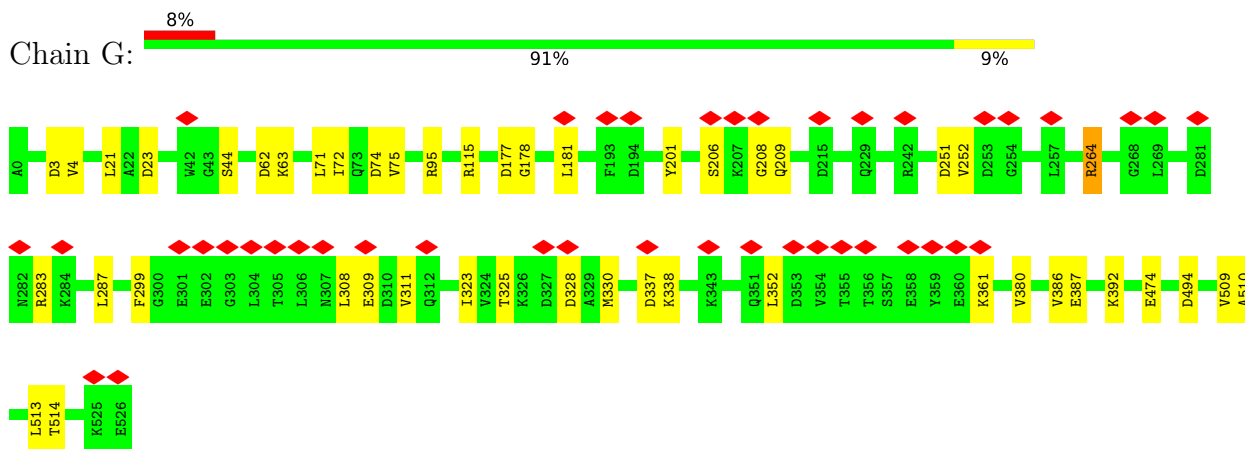 8%
Chain G:
91% 9%
A0 D3 V4 L21 A22 D23 W42 G43 S44 D62 K63 L71 I72 Q73 D74 V75 R95 R115 D177 G178 L181 F193 D194 Y201 S206 K207 G208 Q209 D215 Q229 R242 D251 V252 D253 G254 L257 R264 G268 L269 D281
N282 R283 K284 L287 F299 G300 E301 E302 G303 L304 T305 L306 N307 L308 E309 D310 V311 Q312 I323 V324 T325 K326 D327 D328 A329 M330 D337 K338 K343 Q351 L352 D353 V354 T355 T356 S357 E358 Y359 E360 K361 V380 V386 E387 K392 E474 D494 V509 A510
L513 T514 K525 E526